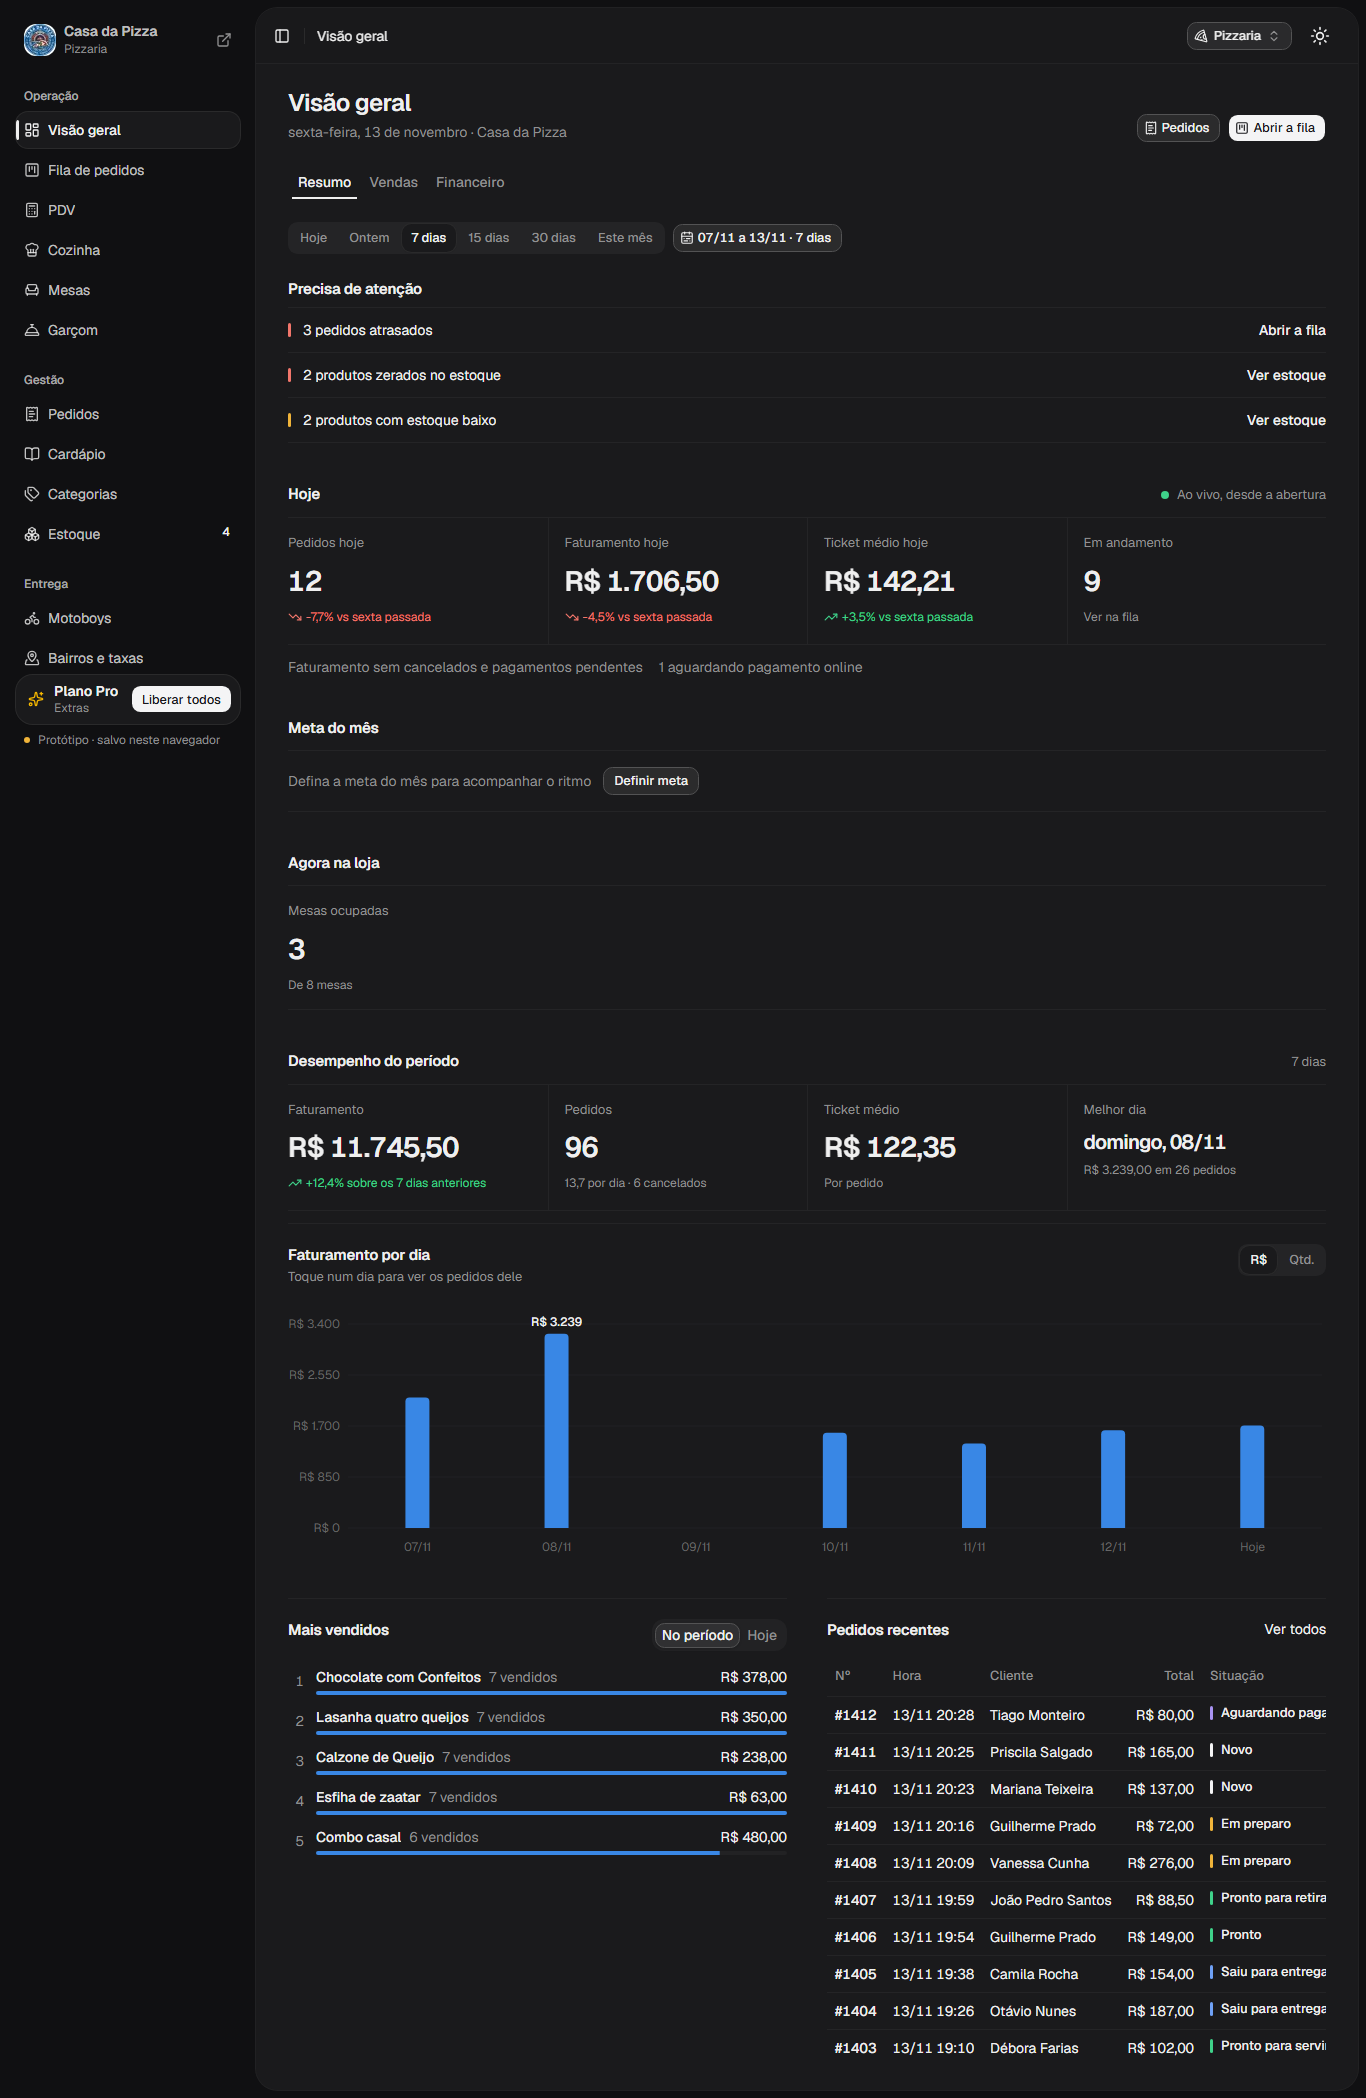 Casa da Pizza
Pizzaria
Operação
Visão geral
Fila de pedidos
PDV
Cozinha
Mesas
Garçom
Gestão
Pedidos
Cardápio
Categorias
Estoque 4
Entrega
Motoboys
Bairros e taxas
Plano Pro
Extras
Liberar todos
Protótipo · salvo neste navegador
Visão geral
Pizzaria
Visão geral
sexta-feira, 13 de novembro · Casa da Pizza
Pedidos
Abrir a fila
Resumo Vendas Financeiro
Hoje Ontem 7 dias 15 dias 30 dias Este mês 07/11 a 13/11 · 7 dias
Precisa de atenção
3 pedidos atrasados Abrir a fila
2 produtos zerados no estoque Ver estoque
2 produtos com estoque baixo Ver estoque
Hoje Ao vivo, desde a abertura
Pedidos hoje
12
-7,7% vs sexta passada
Faturamento hoje
R$ 1.706,50
-4,5% vs sexta passada
Ticket médio hoje
R$ 142,21
+3,5% vs sexta passada
Em andamento
9
Ver na fila
Faturamento sem cancelados e pagamentos pendentes 1 aguardando pagamento online
Meta do mês
Defina a meta do mês para acompanhar o ritmo Definir meta
Agora na loja
Mesas ocupadas
3
De 8 mesas
Desempenho do período 7 dias
Faturamento
R$ 11.745,50
+12,4% sobre os 7 dias anteriores
Pedidos
96
13,7 por dia · 6 cancelados
Ticket médio
R$ 122,35
Por pedido
Melhor dia
domingo, 08/11
R$ 3.239,00 em 26 pedidos
Faturamento por dia
Toque num dia para ver os pedidos dele
R$ Qtd.
R$ 3.400
R$ 2.550
R$ 1.700
R$ 850
R$ 0
R$ 3.239
07/11 08/11 09/11 10/11 11/11 12/11 Hoje
Mais vendidos
No período Hoje
1 Chocolate com Confeitos 7 vendidos R$ 378,00
2 Lasanha quatro queijos 7 vendidos R$ 350,00
3 Calzone de Queijo 7 vendidos R$ 238,00
4 Esfiha de zaatar 7 vendidos R$ 63,00
5 Combo casal 6 vendidos R$ 480,00
Pedidos recentes Ver todos
Nº Hora Cliente Total Situação
#1412 13/11 20:28 Tiago Monteiro R$ 80,00 Aguardando paga
#1411 13/11 20:25 Priscila Salgado R$ 165,00 Novo
#1410 13/11 20:23 Mariana Teixeira R$ 137,00 Novo
#1409 13/11 20:16 Guilherme Prado R$ 72,00 Em preparo
#1408 13/11 20:09 Vanessa Cunha R$ 276,00 Em preparo
#1407 13/11 19:59 João Pedro Santos R$ 88,50 Pronto para retira
#1406 13/11 19:54 Guilherme Prado R$ 149,00 Pronto
#1405 13/11 19:38 Camila Rocha R$ 154,00 Saiu para entrega
#1404 13/11 19:26 Otávio Nunes R$ 187,00 Saiu para entrega
#1403 13/11 19:10 Débora Farias R$ 102,00 Pronto para servi